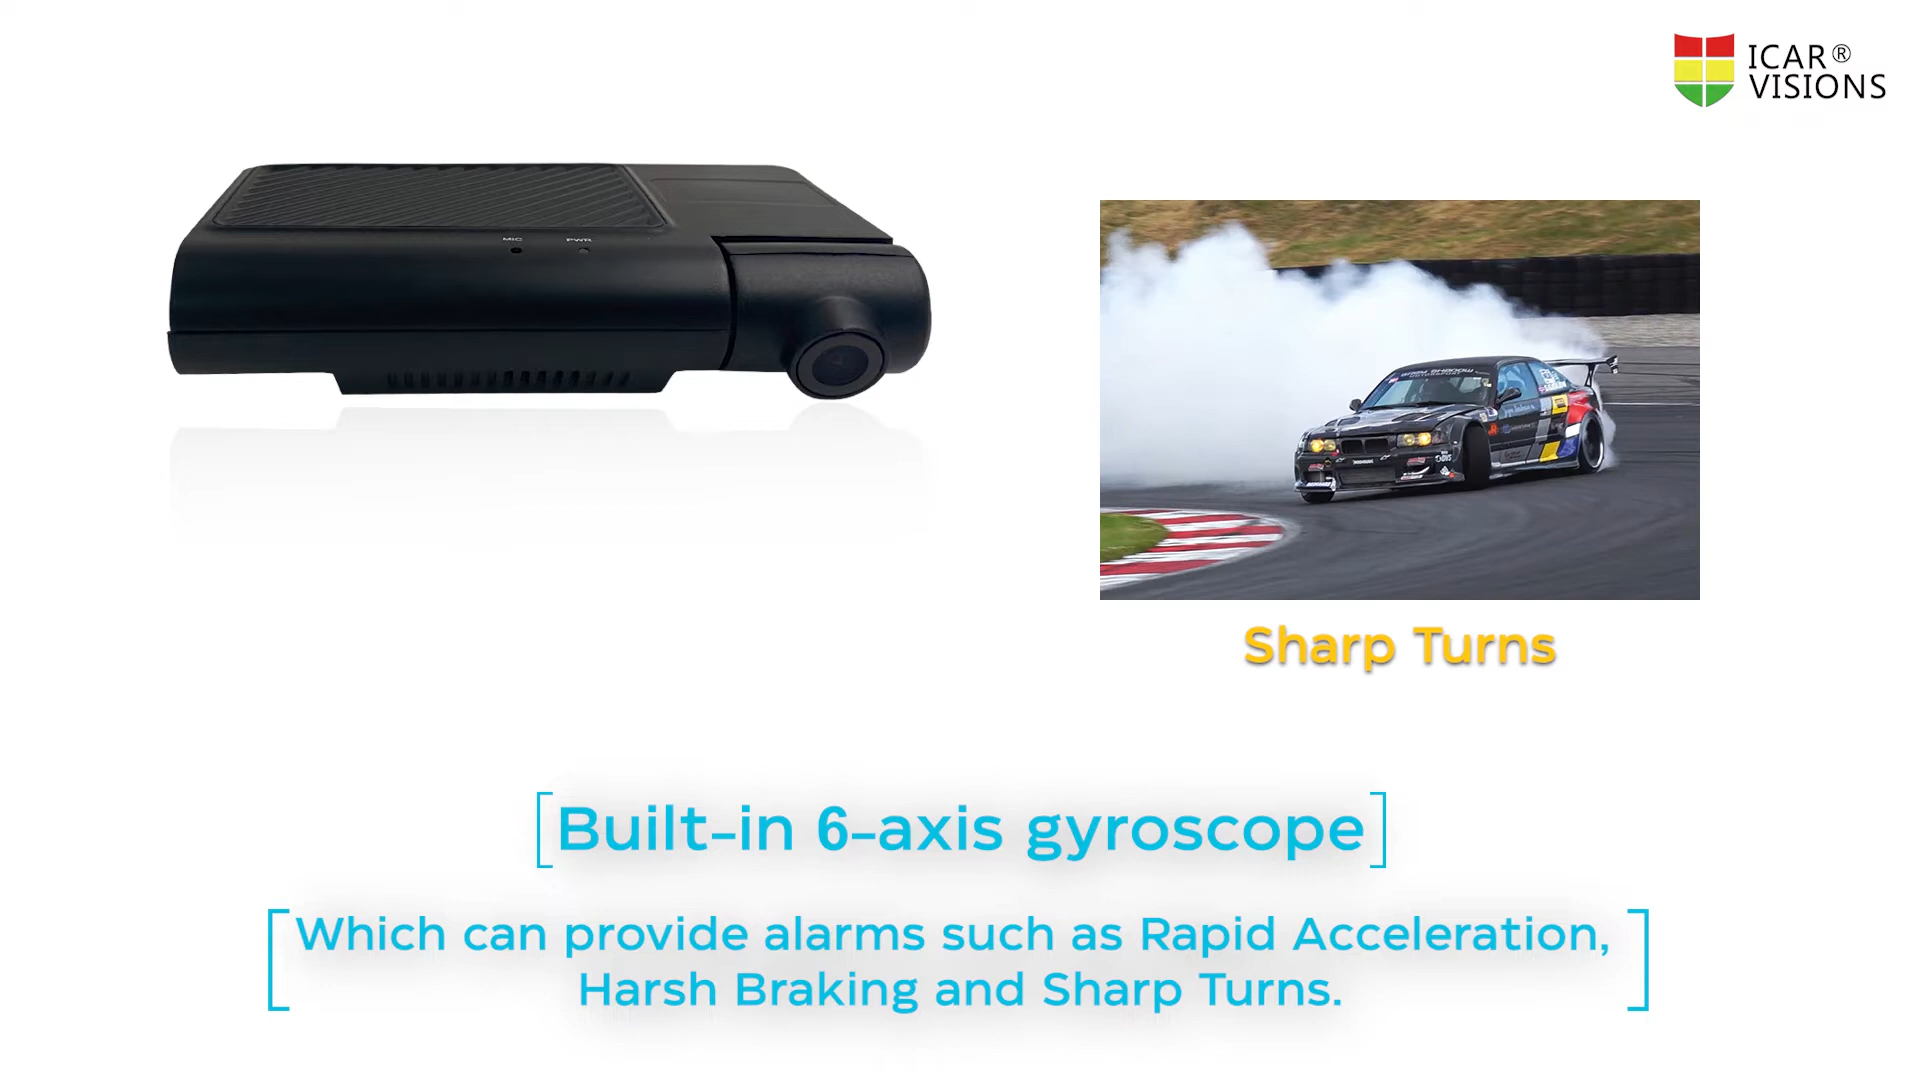 ICAR®
VISIONS
MIC
PWR
Sharp Turns
Built-in 6-axis gyroscope
Which can provide alarms such as Rapid Acceleration,
Harsh Braking and Sharp Turns.